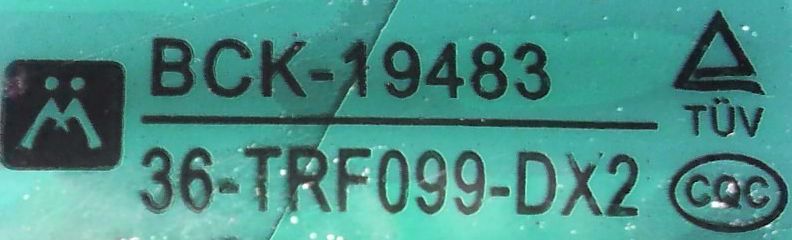 BCK-19483
TÜV
36-TRF099-DX2
CQC